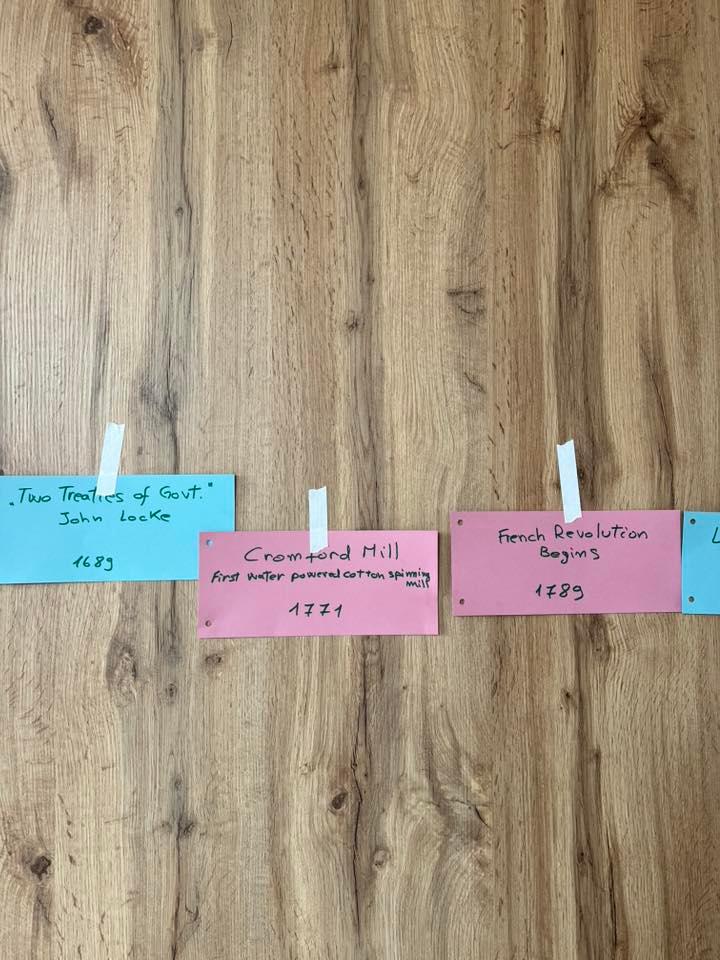 „Two Treaties of Govt."
John Locke
1689
Cromford Mill
First water powered cotton spinning
mill
1771
French Revolution
Begins
1789
L